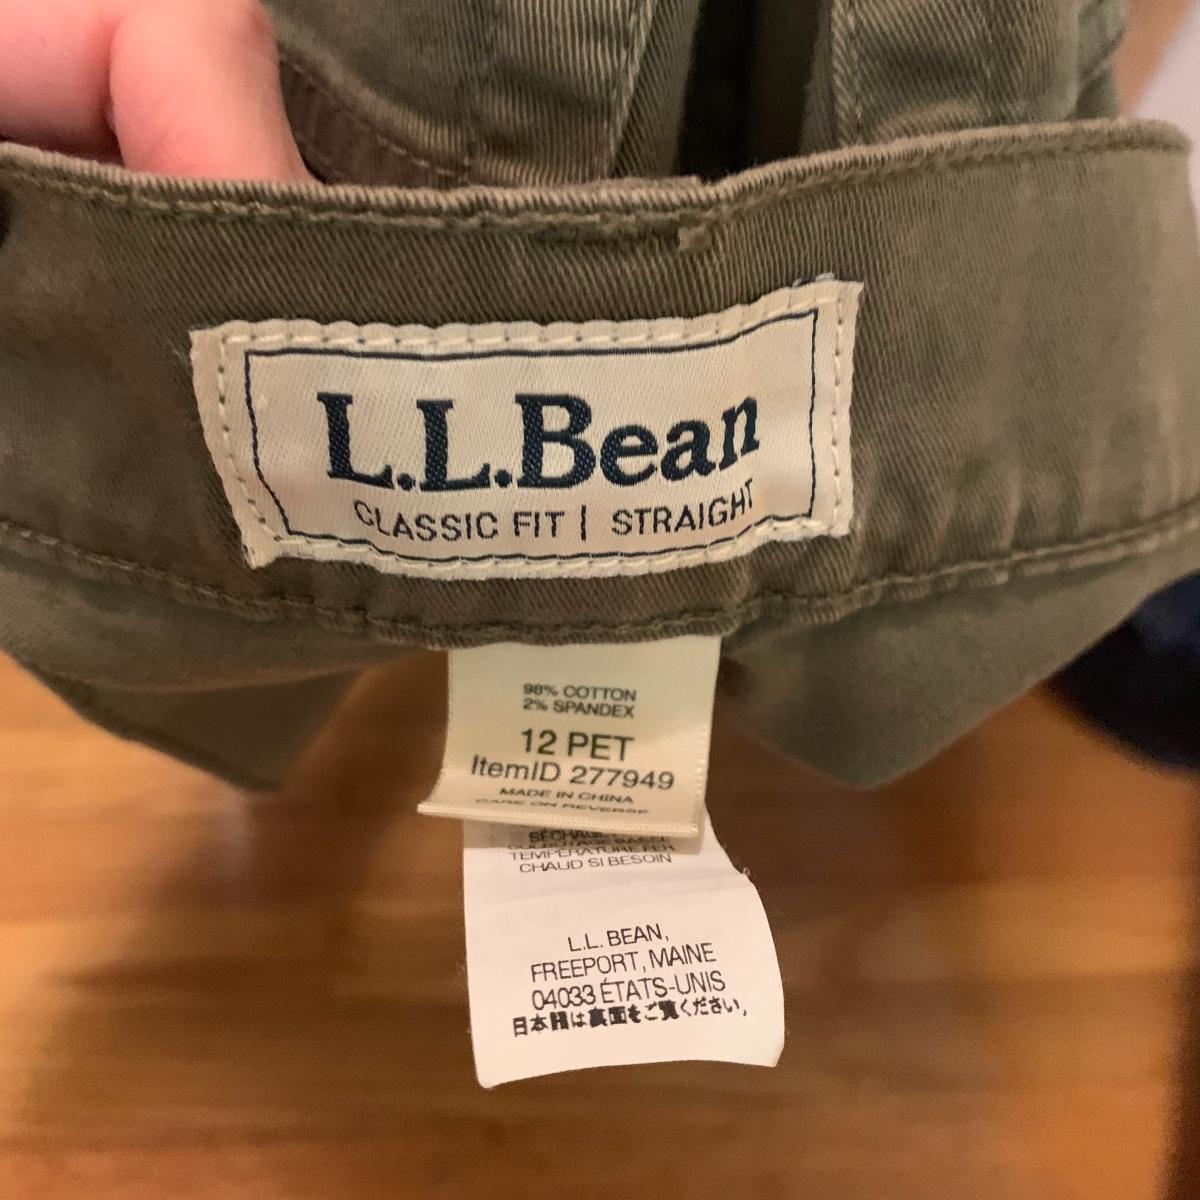 L.L.Bean
CLASSIC FIT | STRAIGHT
98% COTTON
2% SPANDEX
12 PET
ItemID 277949
MADE IN CHINA
CARE ON REVERSE
TEMPÉRATURE FER
CHAUD SI BESOIN
L.L. BEAN,
FREEPORT, MAINE
04033 ÉTATS-UNIS
日本語は裏面をご覧ください。